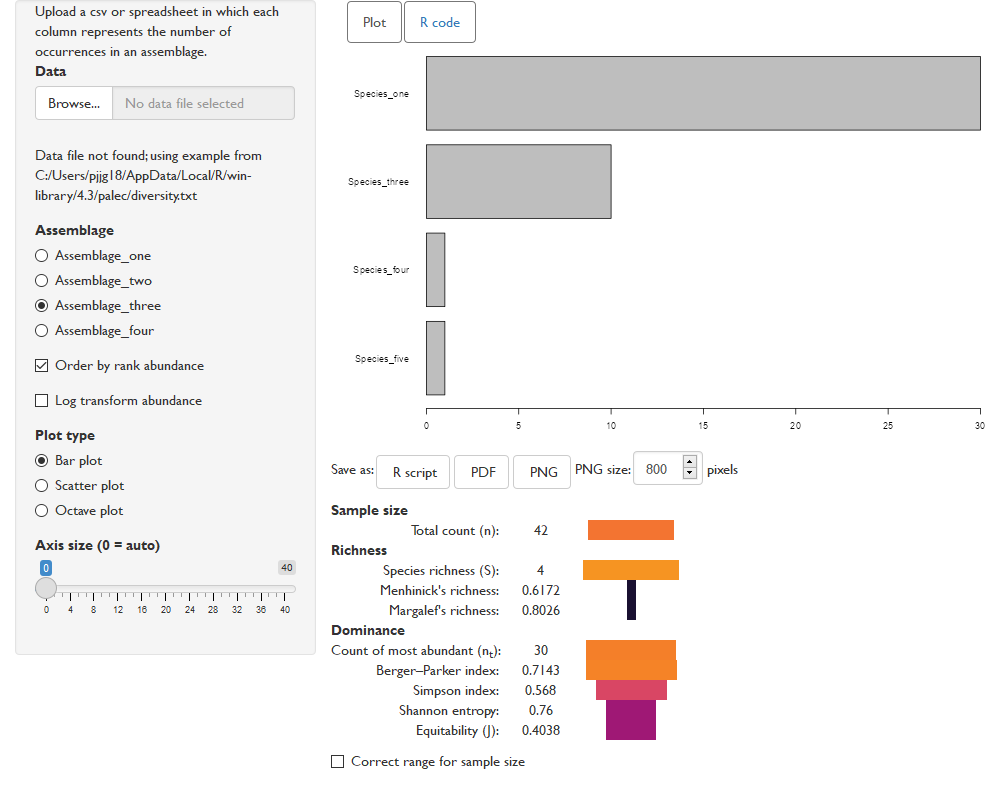 Upload a csv or spreadsheet in which each
column represents the number of
occurrences in an assemblage.
Data
Browse... No data file selected
Data file not found; using example from
C:/Users/pjjg18/AppData/Local/R/win-
library/4.3/palec/diversity.txt
Assemblage
Assemblage_one
Assemblage_two
Assemblage_three
Assemblage_four
Order by rank abundance
Log transform abundance
Plot type
Bar plot
Scatter plot
Octave plot
Axis size (0 = auto)
0 40
0 4 8 12 16 20 24 28 32 36 40
Plot R code
Species_one
Species_three
Species_four
Species_five
0 5 10 15 20 25 30
Save as: R script PDF PNG PNG size: 800 pixels
Sample size
Total count (n): 42
Richness
Species richness (S): 4
Menhinick's richness: 0.6172
Margalef's richness: 0.8026
Dominance
Count of most abundant (nt): 30
Berger–Parker index: 0.7143
Simpson index: 0.568
Shannon entropy: 0.76
Equitability (J): 0.4038
Correct range for sample size